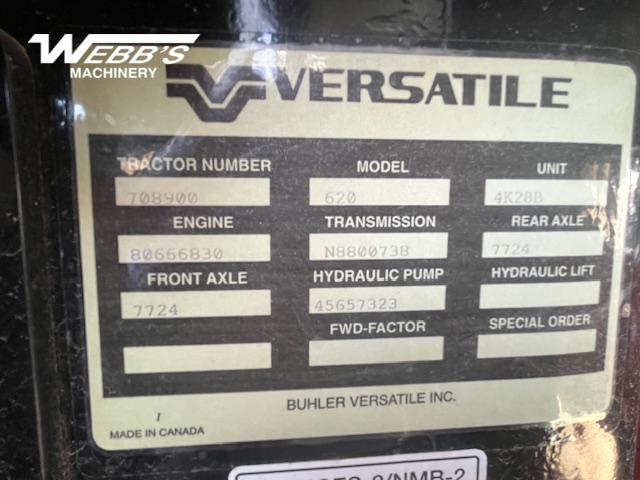 WEBB'S
MACHINERY
VERSATILE
TRACTOR NUMBER MODEL UNIT
708900 620 4K28B
ENGINE TRANSMISSION REAR AXLE
80666830 N8800738 7724
FRONT AXLE HYDRAULIC PUMP HYDRAULIC LIFT
7724 45657323
FWD-FACTOR SPECIAL ORDER
BUHLER VERSATILE INC.
I
MADE IN CANADA